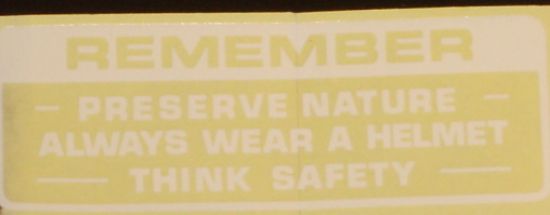 REMEMBER
— PRESERVE NATURE —
ALWAYS WEAR A HELMET
— THINK SAFETY —